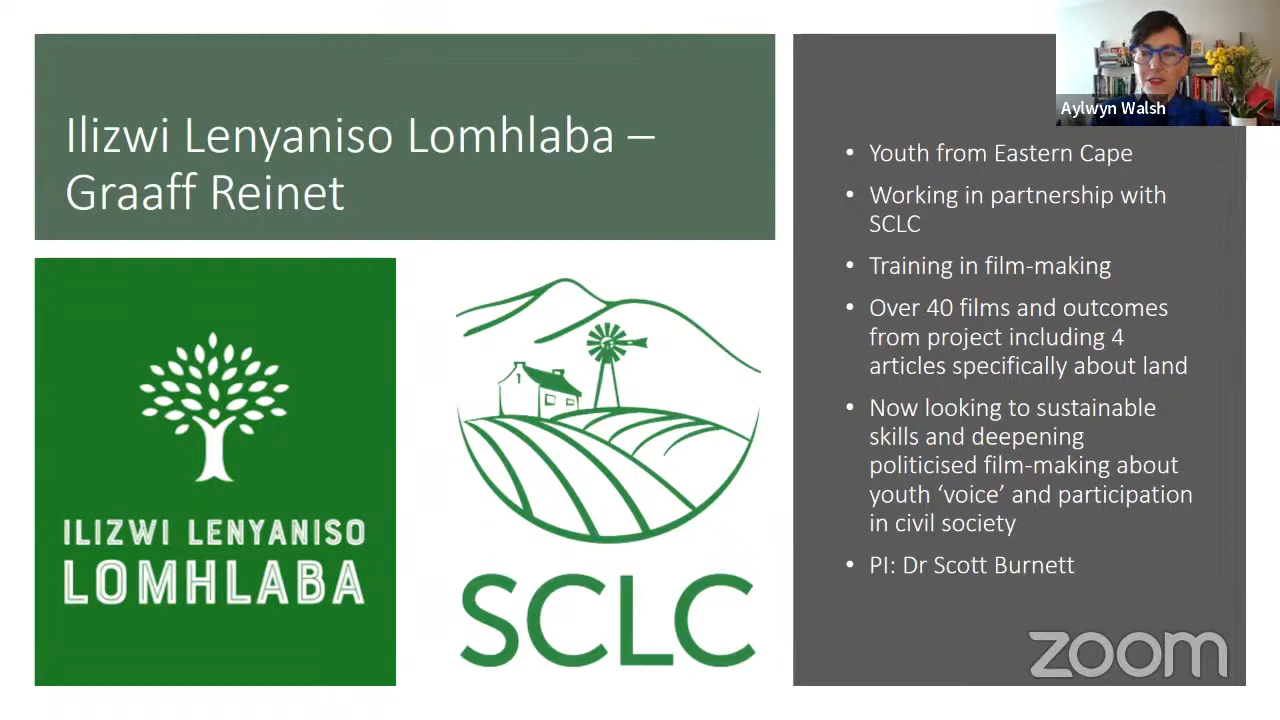 Ilizwi Lenyaniso Lomhlaba –
Graaff Reinet
ILIZWI LENYANISO
LOMHLABA
SCLC
Aylwyn Walsh
• Youth from Eastern Cape
• Working in partnership with
SCLC
• Training in film-making
• Over 40 films and outcomes
from project including 4
articles specifically about land
• Now looking to sustainable
skills and deepening
politicised film-making about
youth ‘voice’ and participation
in civil society
• PI: Dr Scott Burnett
zoom